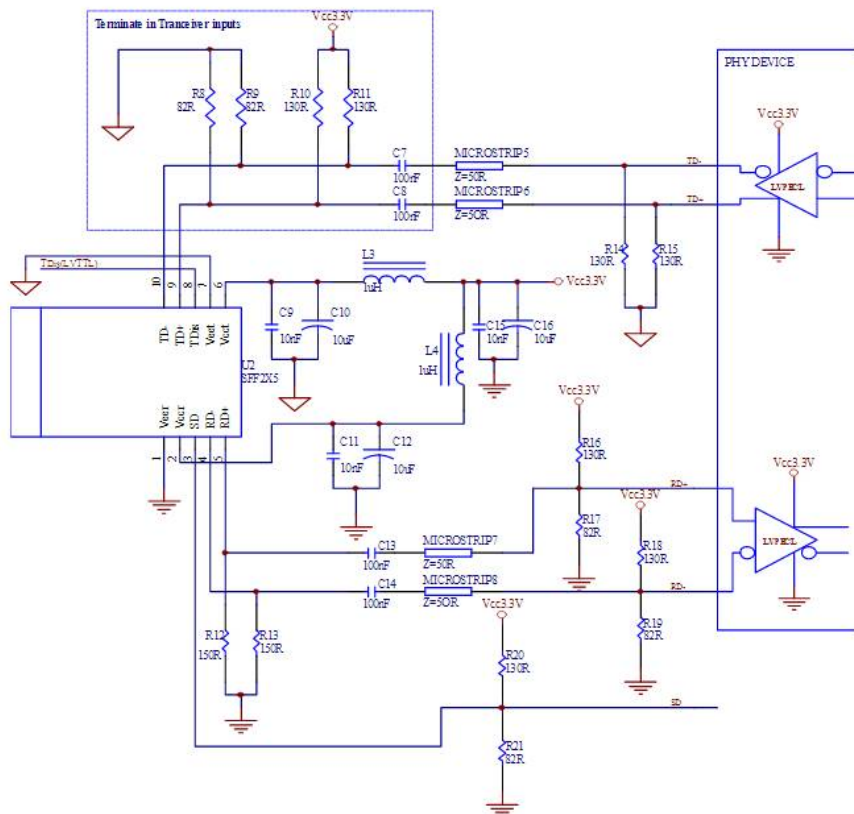 Terminate in Tranceiver inputs
Vcc3.3V
R8
82R
R9
82R
R10
130R
R11
130R
PHY DEVICE
Vcc3.3V
C7
100nF
MICROSTRIP5
Z=50R
TD-
LVPECL
C8
100nF
MICROSTRIP6
Z=50R
TD+
R14
130R
R15
130R
TDis(LVTTL)
10
9
8
7
6
L3
1uH
Vcc3.3V
C9
10nF
C10
10uF
C15
10nF
C16
10uF
L4
1uH
TD-
TD+
TDis
Veet
Vcct
U2
SFF2X5
Veer
Vccr
SD
RD-
RD+
1
2
3
4
5
C11
10nF
C12
10uF
Vcc3.3V
R16
130R
Vcc3.3V
RD+
Vcc3.3V
R17
82R
LVPECL
C13
100nF
MICROSTRIP7
Z=50R
R18
130R
C14
100nF
MICROSTRIP8
Z=50R
RD-
Vcc3.3V
R19
82R
R12
150R
R13
150R
R20
130R
SD
R21
82R